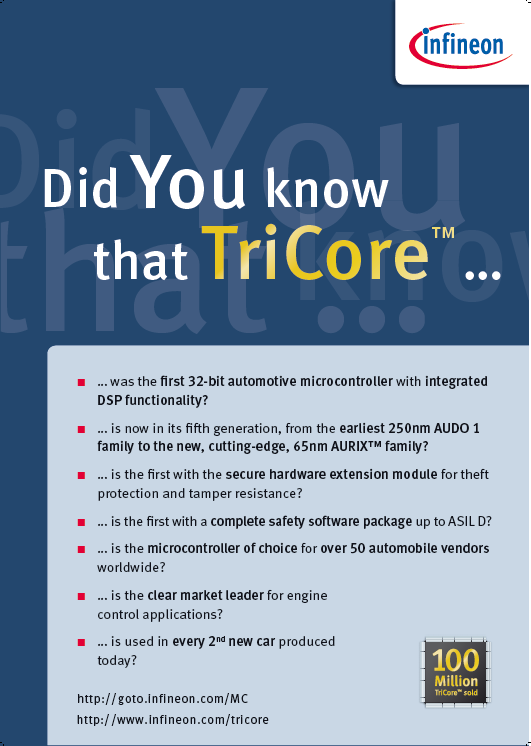 infineon
Did You know
that TriCore™ ...
■ ... was the first 32-bit automotive microcontroller with integrated
DSP functionality?
■ ... is now in its fifth generation, from the earliest 250nm AUDO 1
family to the new, cutting-edge, 65nm AURIX™ family?
■ ... is the first with the secure hardware extension module for theft
protection and tamper resistance?
■ ... is the first with a complete safety software package up to ASIL D?
■ ... is the microcontroller of choice for over 50 automobile vendors
worldwide?
■ ... is the clear market leader for engine
control applications?
■ ... is used in every 2nd new car produced
today?
100
Million
TriCore™ sold
http://goto.infineon.com/MC
http://www.infineon.com/tricore